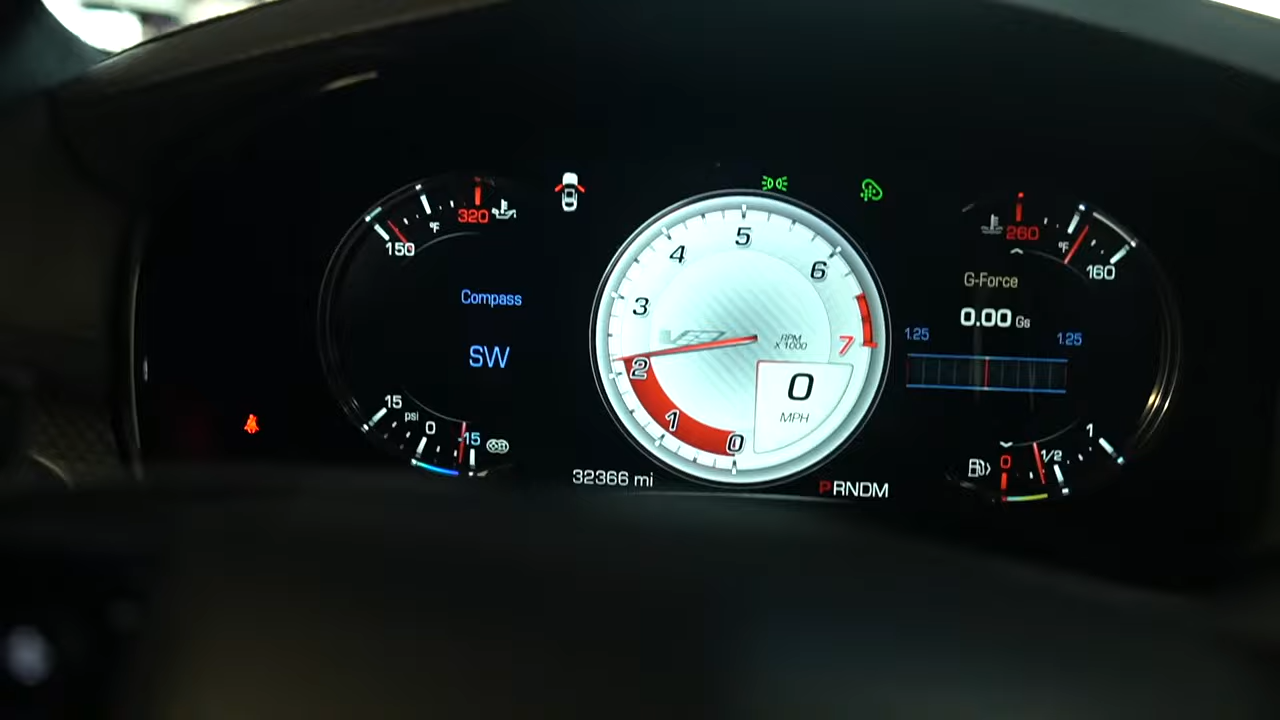 320
°F
150
Compass
SW
15
psi
0
15
5
4
6
3
V
RPM
X 1000
7
2
1
0
0
MPH
32366 mi
PRNDM
260
°F
160
G-Force
0.00 Gs
1.25
1.25
0
1/2
1